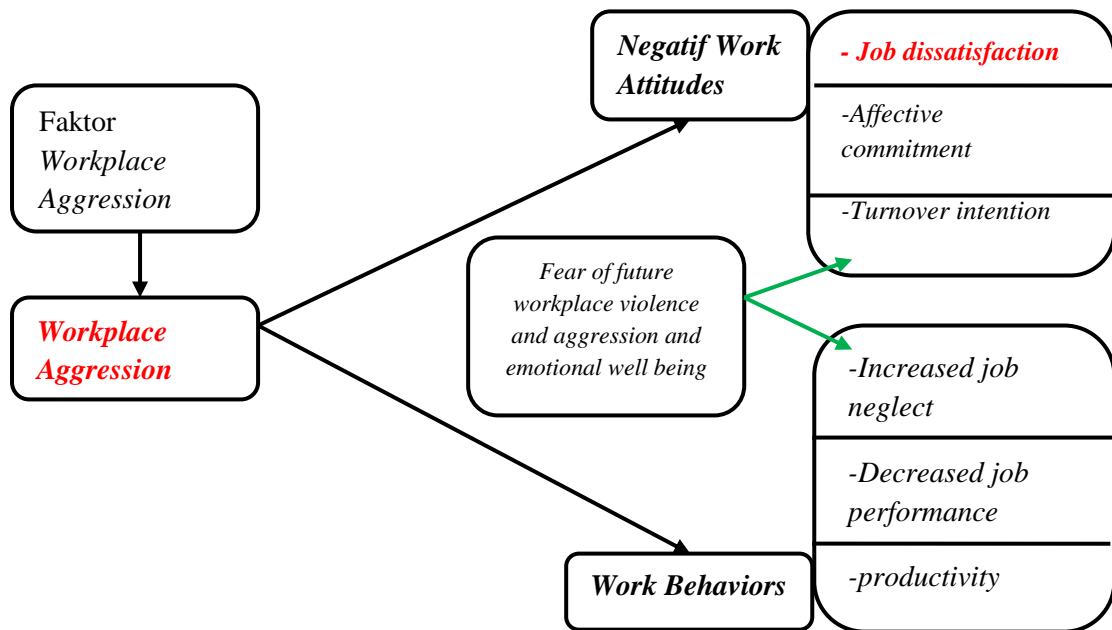 Faktor
Workplace
Aggression
Workplace
Aggression
Negatif Work
Attitudes
- Job dissatisfaction
-Affective
commitment
-Turnover intention
Fear of future
workplace violence
and aggression and
emotional well being
-Increased job
neglect
-Decreased job
performance
-productivity
Work Behaviors